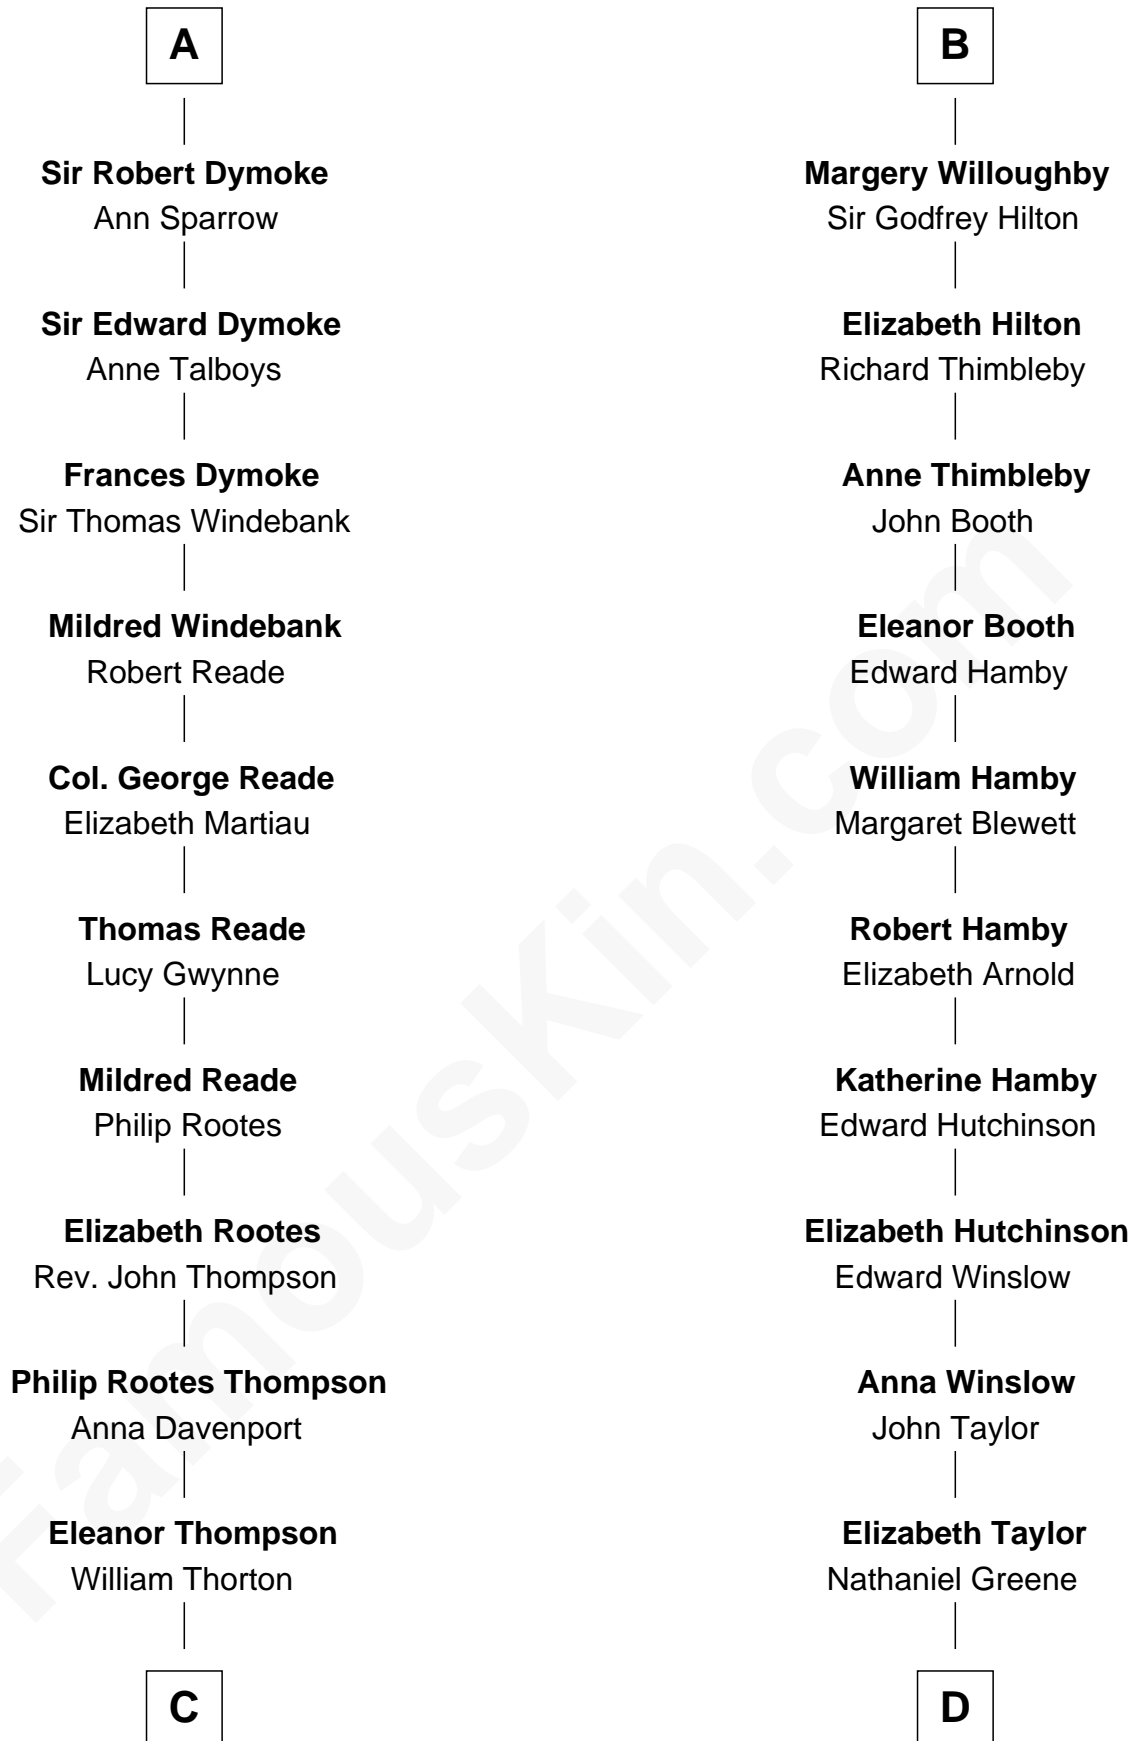 A
Sir Robert Dymoke
Ann Sparrow
Sir Edward Dymoke
Anne Talboys
Frances Dymoke
Sir Thomas Windebank
Mildred Windebank
Robert Reade
Col. George Reade
Elizabeth Martiau
Thomas Reade
Lucy Gwynne
Mildred Reade
Philip Rootes
Elizabeth Rootes
Rev. John Thompson
Philip Rootes Thompson
Anna Davenport
Eleanor Thompson
William Thorton
C
B
Margery Willoughby
Sir Godfrey Hilton
Elizabeth Hilton
Richard Thimbleby
Anne Thimbleby
John Booth
Eleanor Booth
Edward Hamby
William Hamby
Margaret Blewett
Robert Hamby
Elizabeth Arnold
Katherine Hamby
Edward Hutchinson
Elizabeth Hutchinson
Edward Winslow
Anna Winslow
John Taylor
Elizabeth Taylor
Nathaniel Greene
D
FamousKin.com